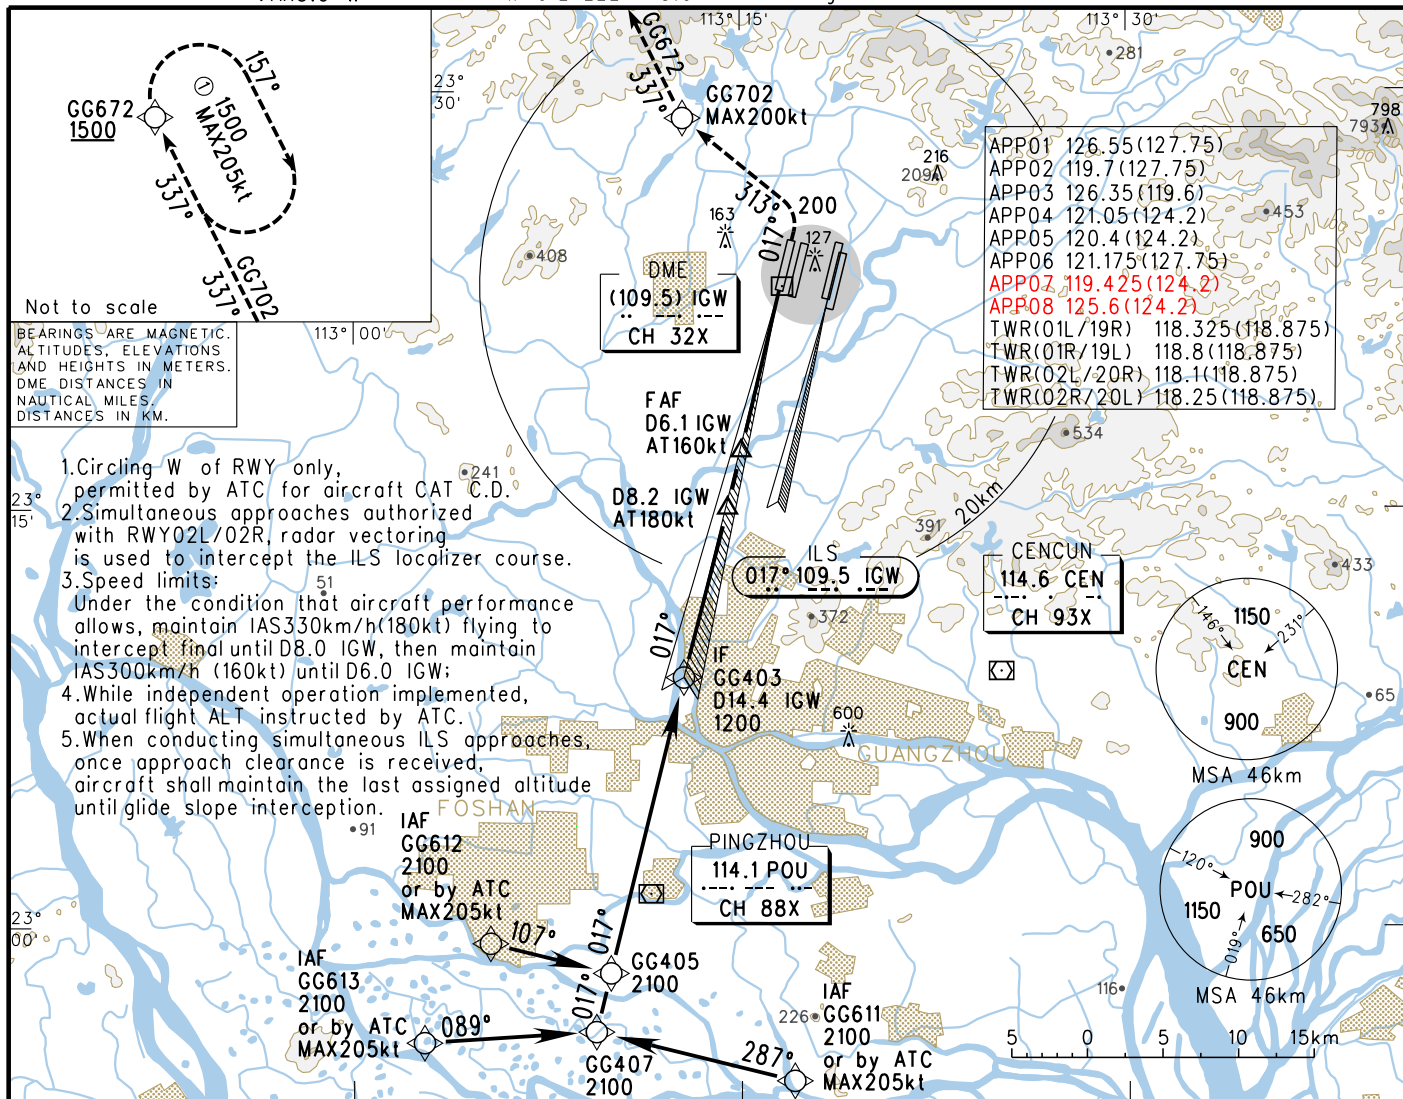 113°15'
113°30'
23°
30'
GG672
1500
157°
① 1500
MAX205kt
337°
GG702
337°
Not to scale
BEARINGS ARE MAGNETIC.
ALTITUDES, ELEVATIONS
AND HEIGHTS IN METERS.
DME DISTANCES IN
NAUTICAL MILES.
DISTANCES IN KM.
113°00'
GG672
337°
GG702
MAX200kt
313°
200
017°
281
798
793
216
209
453
163
127
408
APP01 126.55(127.75)
APP02 119.7(127.75)
APP03 126.35(119.6)
APP04 121.05(124.2)
APP05 120.4(124.2)
APP06 121.175(127.75)
APP07 119.425(124.2)
APP08 125.6(124.2)
TWR(01L/19R) 118.325(118.875)
TWR(01R/19L) 118.8(118.875)
TWR(02L/20R) 118.1(118.875)
TWR(02R/20L) 118.25(118.875)
DME
(109.5) IGW
CH 32X
FAF
D6.1 IGW
AT160kt
D8.2 IGW
AT180kt
534
241
391
20km
433
23°
15'
1.Circling W of RWY only,
permitted by ATC for aircraft CAT C.D.
2.Simultaneous approaches authorized
with RWY02L/02R, radar vectoring
is used to intercept the ILS localizer course.
3.Speed limits:
51
Under the condition that aircraft performance
allows, maintain IAS330km/h(180kt) flying to
intercept final until D8.0 IGW, then maintain
IAS300km/h (160kt) until D6.0 IGW;
4.While independent operation implemented,
actual flight ALT instructed by ATC.
5.When conducting simultaneous ILS approaches,
once approach clearance is received,
aircraft shall maintain the last assigned altitude
until glide slope interception.
ILS
017° 109.5 IGW
372
CENCUN
114.6 CEN
CH 93X
017°
IF
GG403
D14.4 IGW
1200
600
GUANGZHOU
146°
1150
231°
CEN
900
MSA 46km
65
FOSHAN
91
IAF
GG612
2100
or by ATC
MAX205kt
PINGZHOU
114.1 POU
CH 88X
900
120°
POU
282°
1150
019°
650
MSA 46km
23°
00'
107°
017°
GG405
2100
IAF
GG613
2100
or by ATC
MAX205kt
089°
017°
GG407
2100
287°
226
IAF
GG611
2100
or by ATC
MAX205kt
116
5 0 5 10 15km